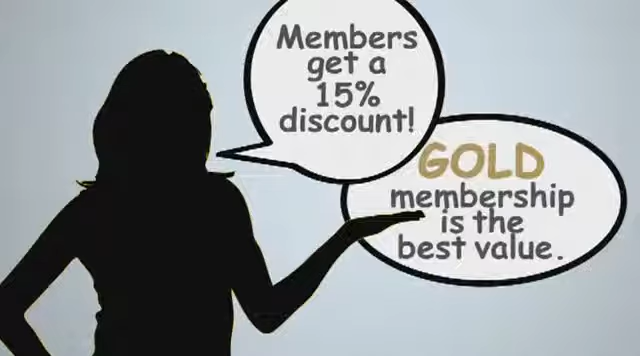 Members
get a
15%
discount!
GOLD
membership
is the
best value.